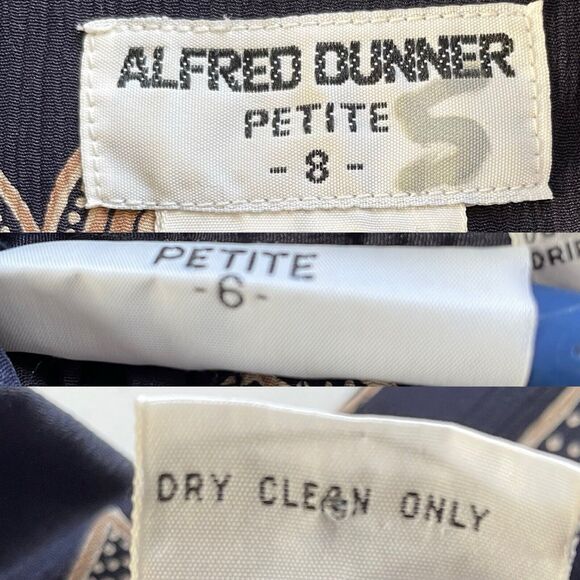 ALFRED DUNNER
PETITE S
- 8 -
PETITE
- 6 -
DRY CLEAN ONLY